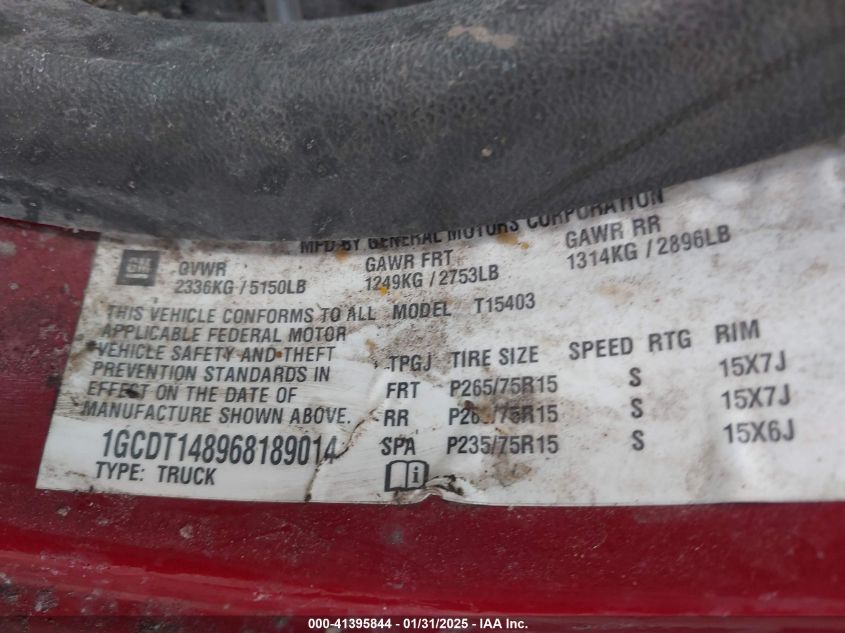 MFD BY GENERAL MOTORS CORPORATION
GM
GVWR GAWR FRT GAWR RR
2336KG / 5150LB 1249KG / 2753LB 1314KG / 2896LB
THIS VEHICLE CONFORMS TO ALL MODEL T15403
APPLICABLE FEDERAL MOTOR
VEHICLE SAFETY AND THEFT
PREVENTION STANDARDS IN
EFFECT ON THE DATE OF
MANUFACTURE SHOWN ABOVE.
1GCDT148968189014
TYPE: TRUCK
TPGJ TIRE SIZE SPEED RTG RIM
FRT P265/75R15 S 15X7J
RR P265/75R15 S 15X7J
SPA P235/75R15 S 15X6J
000-41395844 / 01/31/2025 - IAA Inc.